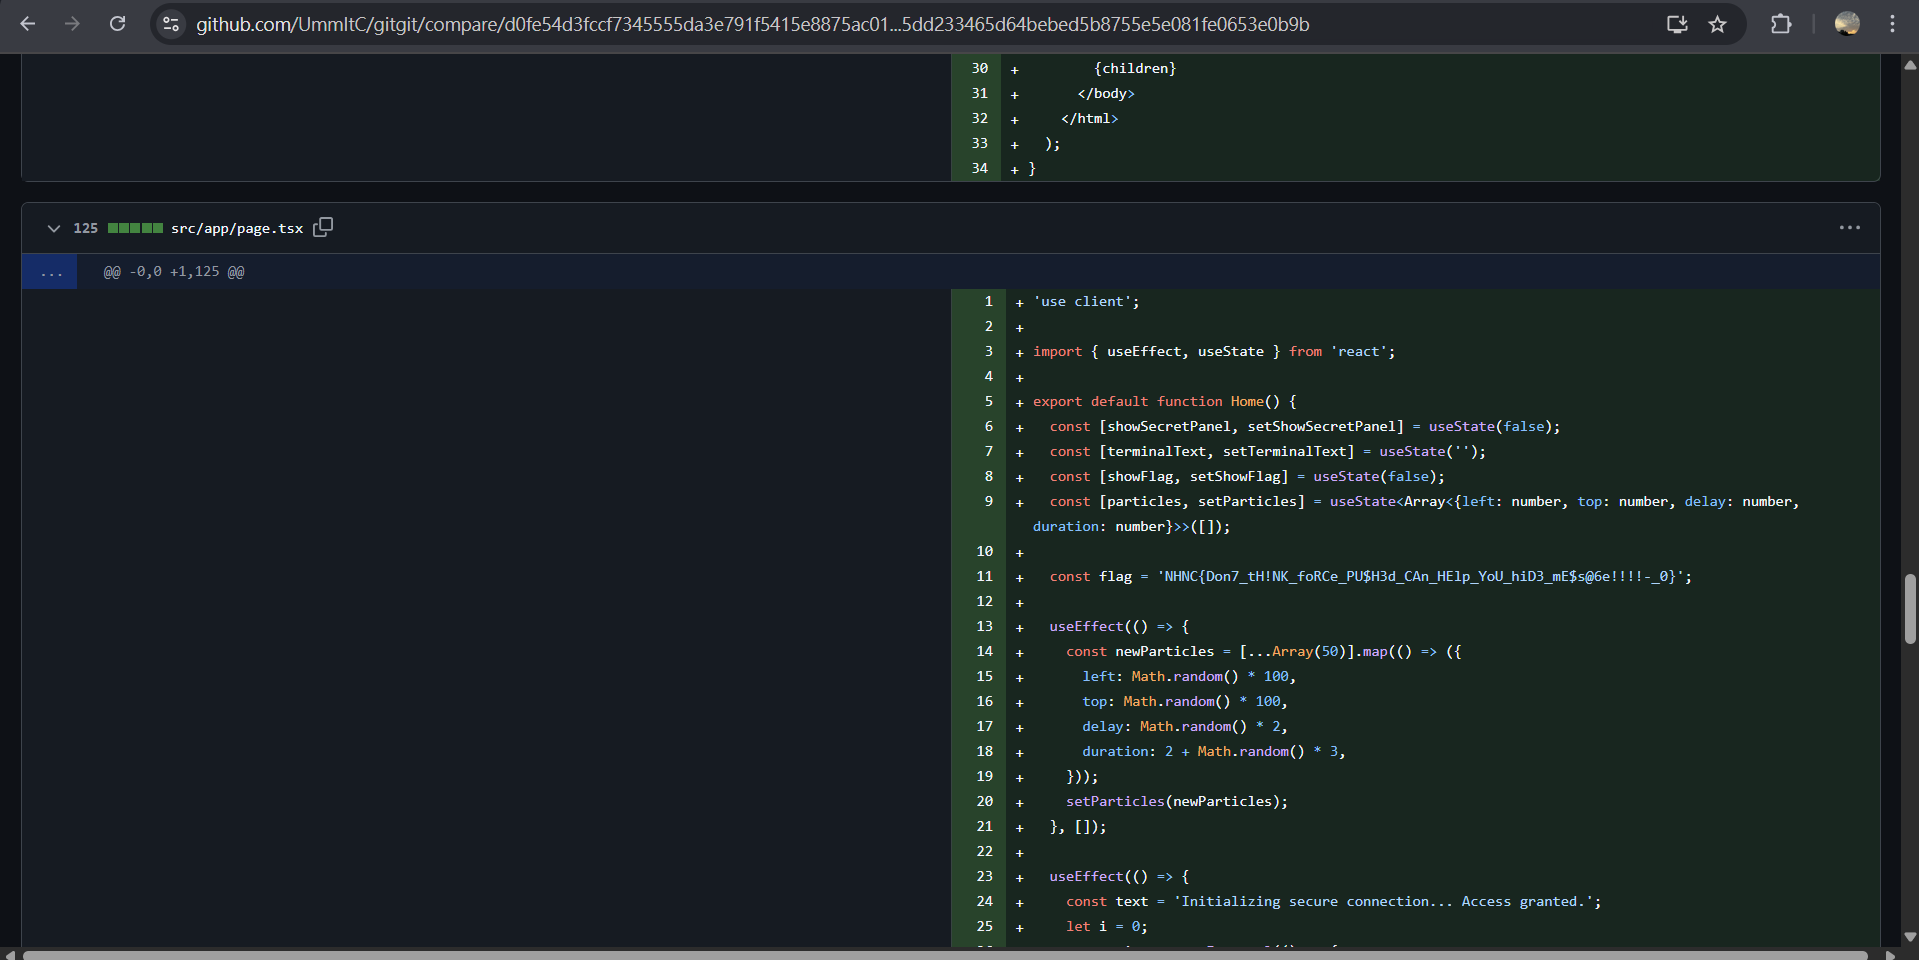 github.com/UmmItC/gitgit/compare/d0fe54d3fccf7345555da3e791f5415e8875ac01...5dd233465d64bebed5b8755e5e081fe0653e0b9b
30 + {children}
31 + </body>
32 + </html>
33 + );
34 + }
125 src/app/page.tsx
... @@ -0,0 +1,125 @@
1 + 'use client';
2 +
3 + import { useEffect, useState } from 'react';
4 +
5 + export default function Home() {
6 + const [showSecretPanel, setShowSecretPanel] = useState(false);
7 + const [terminalText, setTerminalText] = useState('');
8 + const [showFlag, setShowFlag] = useState(false);
9 + const [particles, setParticles] = useState<Array<{left: number, top: number, delay: number,
duration: number}>>([]);
10 +
11 + const flag = 'NHNC{Don7_tH!NK_foRCe_PU$H3d_CAn_HElp_YoU_hiD3_mE$s@6e!!!!-_0}';
12 +
13 + useEffect(() => {
14 + const newParticles = [...Array(50)].map(() => ({
15 + left: Math.random() * 100,
16 + top: Math.random() * 100,
17 + delay: Math.random() * 2,
18 + duration: 2 + Math.random() * 3,
19 + }));
20 + setParticles(newParticles);
21 + }, []);
22 +
23 + useEffect(() => {
24 + const text = 'Initializing secure connection... Access granted.';
25 + let i = 0;